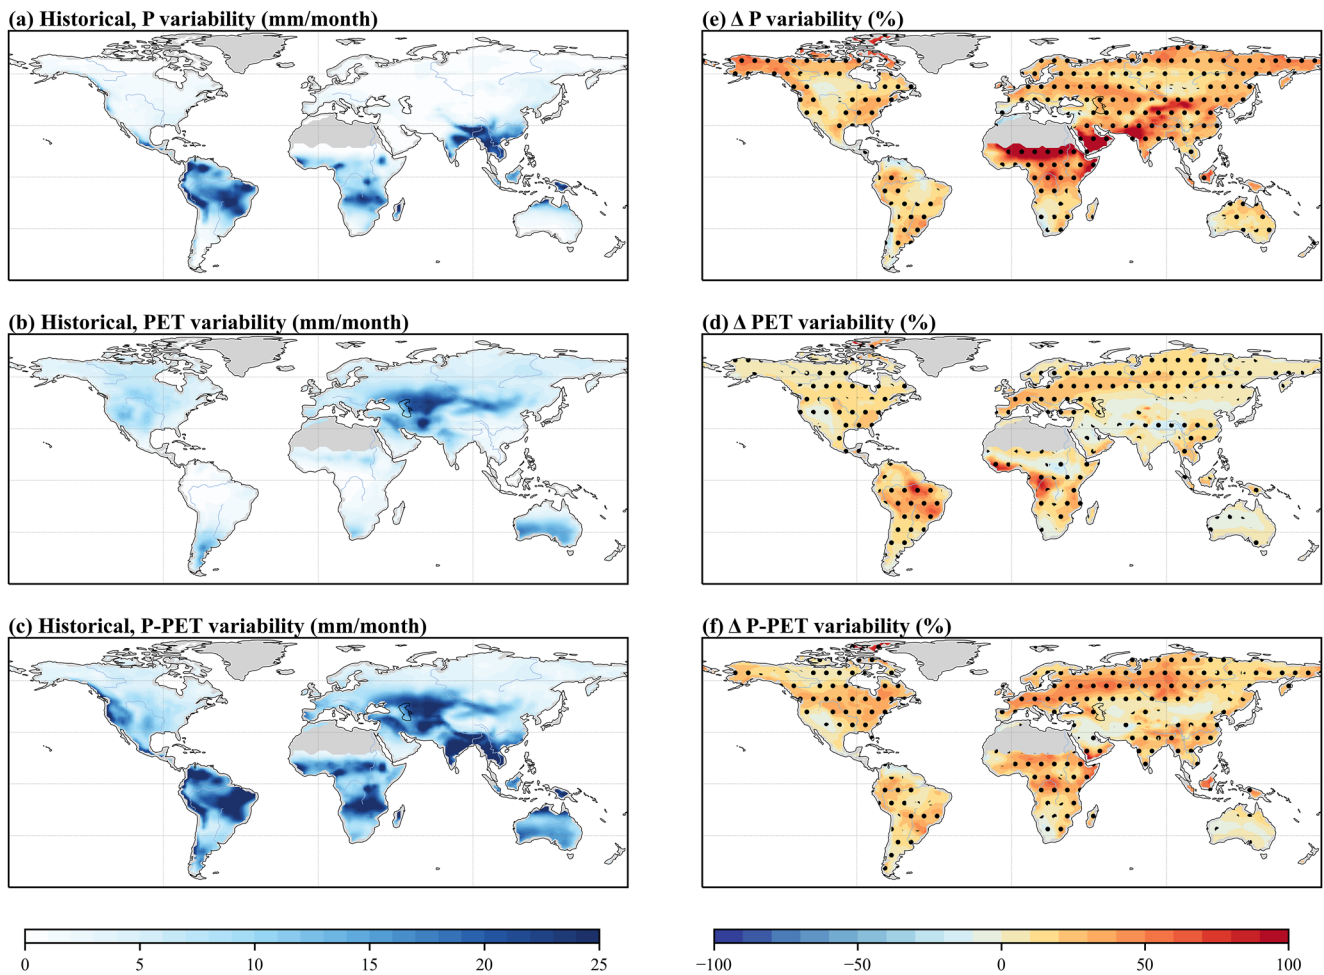 (a) Historical, P variability (mm/month)
(e) Δ P variability (%)
(b) Historical, PET variability (mm/month)
(d) Δ PET variability (%)
(c) Historical, P-PET variability (mm/month)
(f) Δ P-PET variability (%)
0 5 10 15 20 25
−100 −50 0 50 100